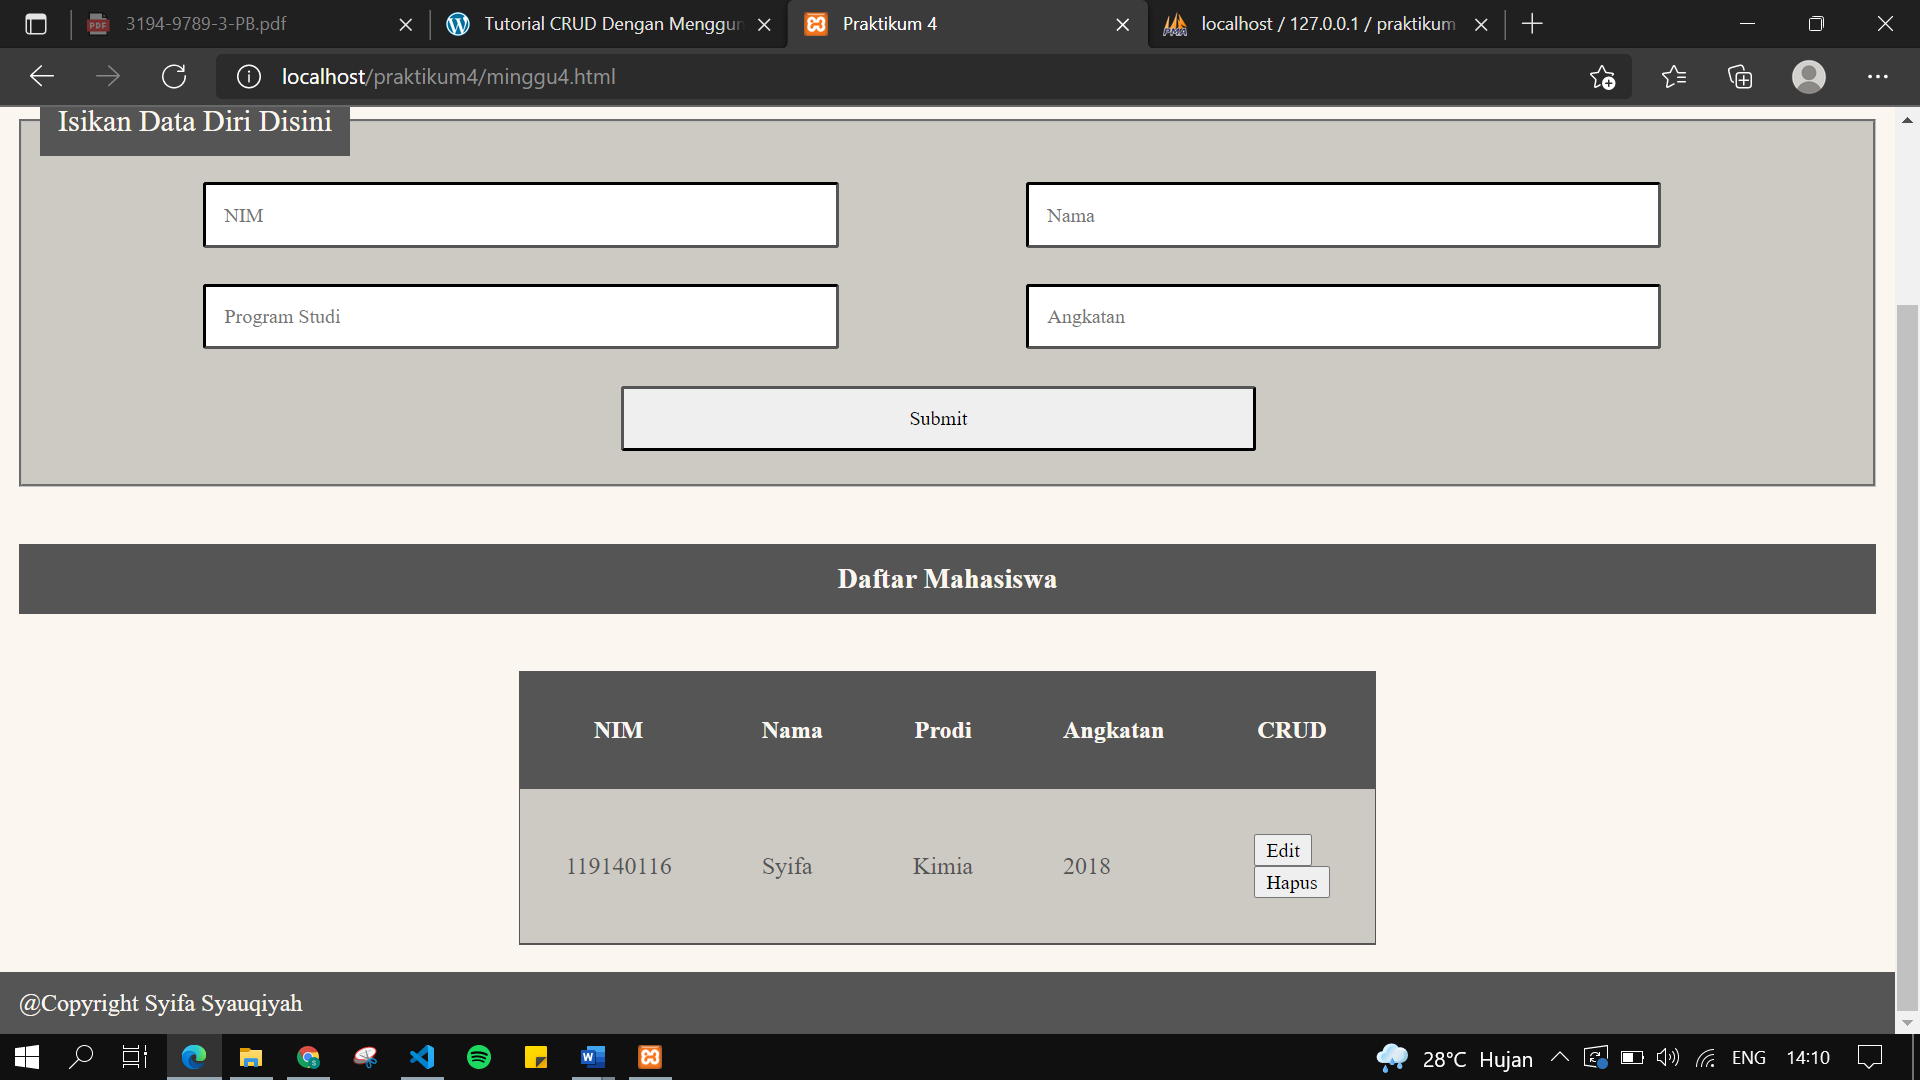 3194-9789-3-PB.pdf
Tutorial CRUD Dengan Menggun
Praktikum 4
localhost / 127.0.0.1 / praktikum
localhost/praktikum4/minggu4.html
Isikan Data Diri Disini
NIM
Nama
Program Studi
Angkatan
Submit
Daftar Mahasiswa
NIM Nama Prodi Angkatan CRUD
119140116 Syifa Kimia 2018 Edit
Hapus
@Copyright Syifa Syauqiyah
28°C Hujan ENG 14:10